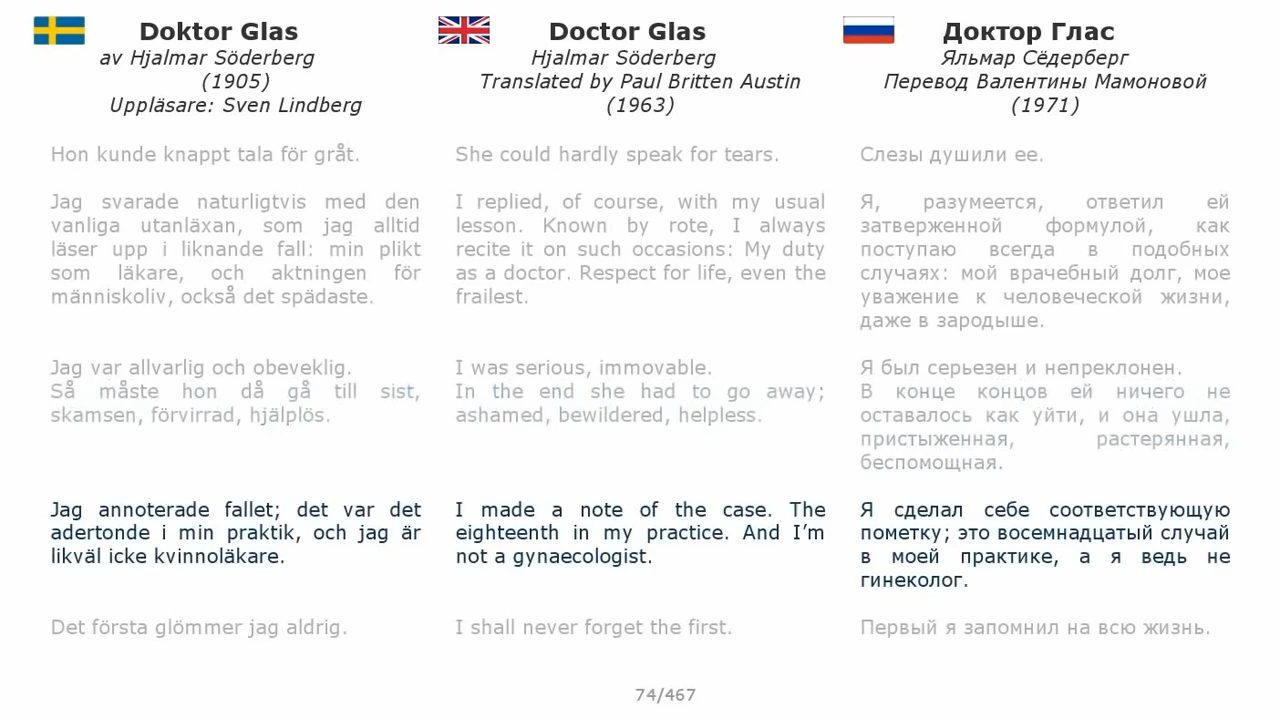 Doktor Glas
av Hjalmar Söderberg
(1905)
Uppläsare: Sven Lindberg
Hon kunde knappt tala för gråt.
Jag svarade naturligtvis med den
vanliga utanläxan, som jag alltid
läser upp i liknande fall: min plikt
som läkare, och aktningen för
människoliv, också det spädaste.
Jag var allvarlig och obeveklig.
Så måste hon då gå till sist,
skamsen, förvirrad, hjälplös.
Jag annoterade fallet; det var det
adertonde i min praktik, och jag är
likväl icke kvinnoläkare.
Det första glömmer jag aldrig.
Doctor Glas
Hjalmar Söderberg
Translated by Paul Britten Austin
(1963)
She could hardly speak for tears.
I replied, of course, with my usual
lesson. Known by rote, I always
recite it on such occasions: My duty
as a doctor. Respect for life, even the
frailest.
I was serious, immovable.
In the end she had to go away;
ashamed, bewildered, helpless.
I made a note of the case. The
eighteenth in my practice. And I’m
not a gynaecologist.
I shall never forget the first.
Доктор Глас
Яльмар Сёдерберг
Перевод Валентины Мамоновой
(1971)
Слезы душили ее.
Я, разумеется, ответил ей
затверженной формулой, как
поступаю всегда в подобных
случаях: мой врачебный долг, мое
уважение к человеческой жизни,
даже в зародыше.
Я был серьезен и непреклонен.
В конце концов ей ничего не
оставалось как уйти, и она ушла,
пристыженная, растерянная,
беспомощная.
Я сделал себе соответствующую
пометку; это восемнадцатый случай
в моей практике, а я ведь не
гинеколог.
Первый я запомнил на всю жизнь.
74/467